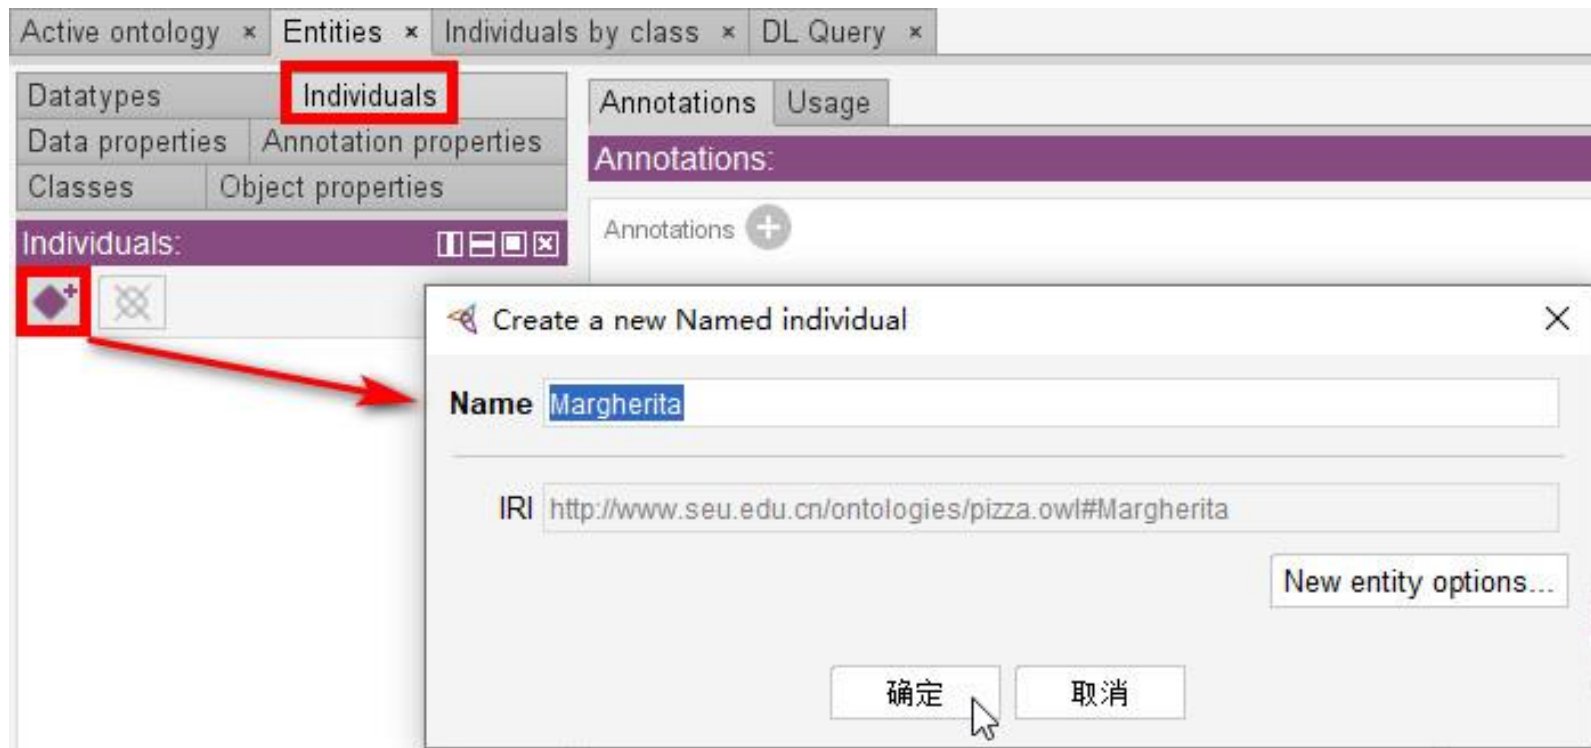 Active ontology × Entities × Individuals by class × DL Query ×
Datatypes Individuals
Data properties Annotation properties
Classes Object properties
Individuals:
Annotations Usage
Annotations:
Annotations
Create a new Named individual
Name Margherita
IRI http://www.seu.edu.cn/ontologies/pizza.owl#Margherita
New entity options...
确定 取消